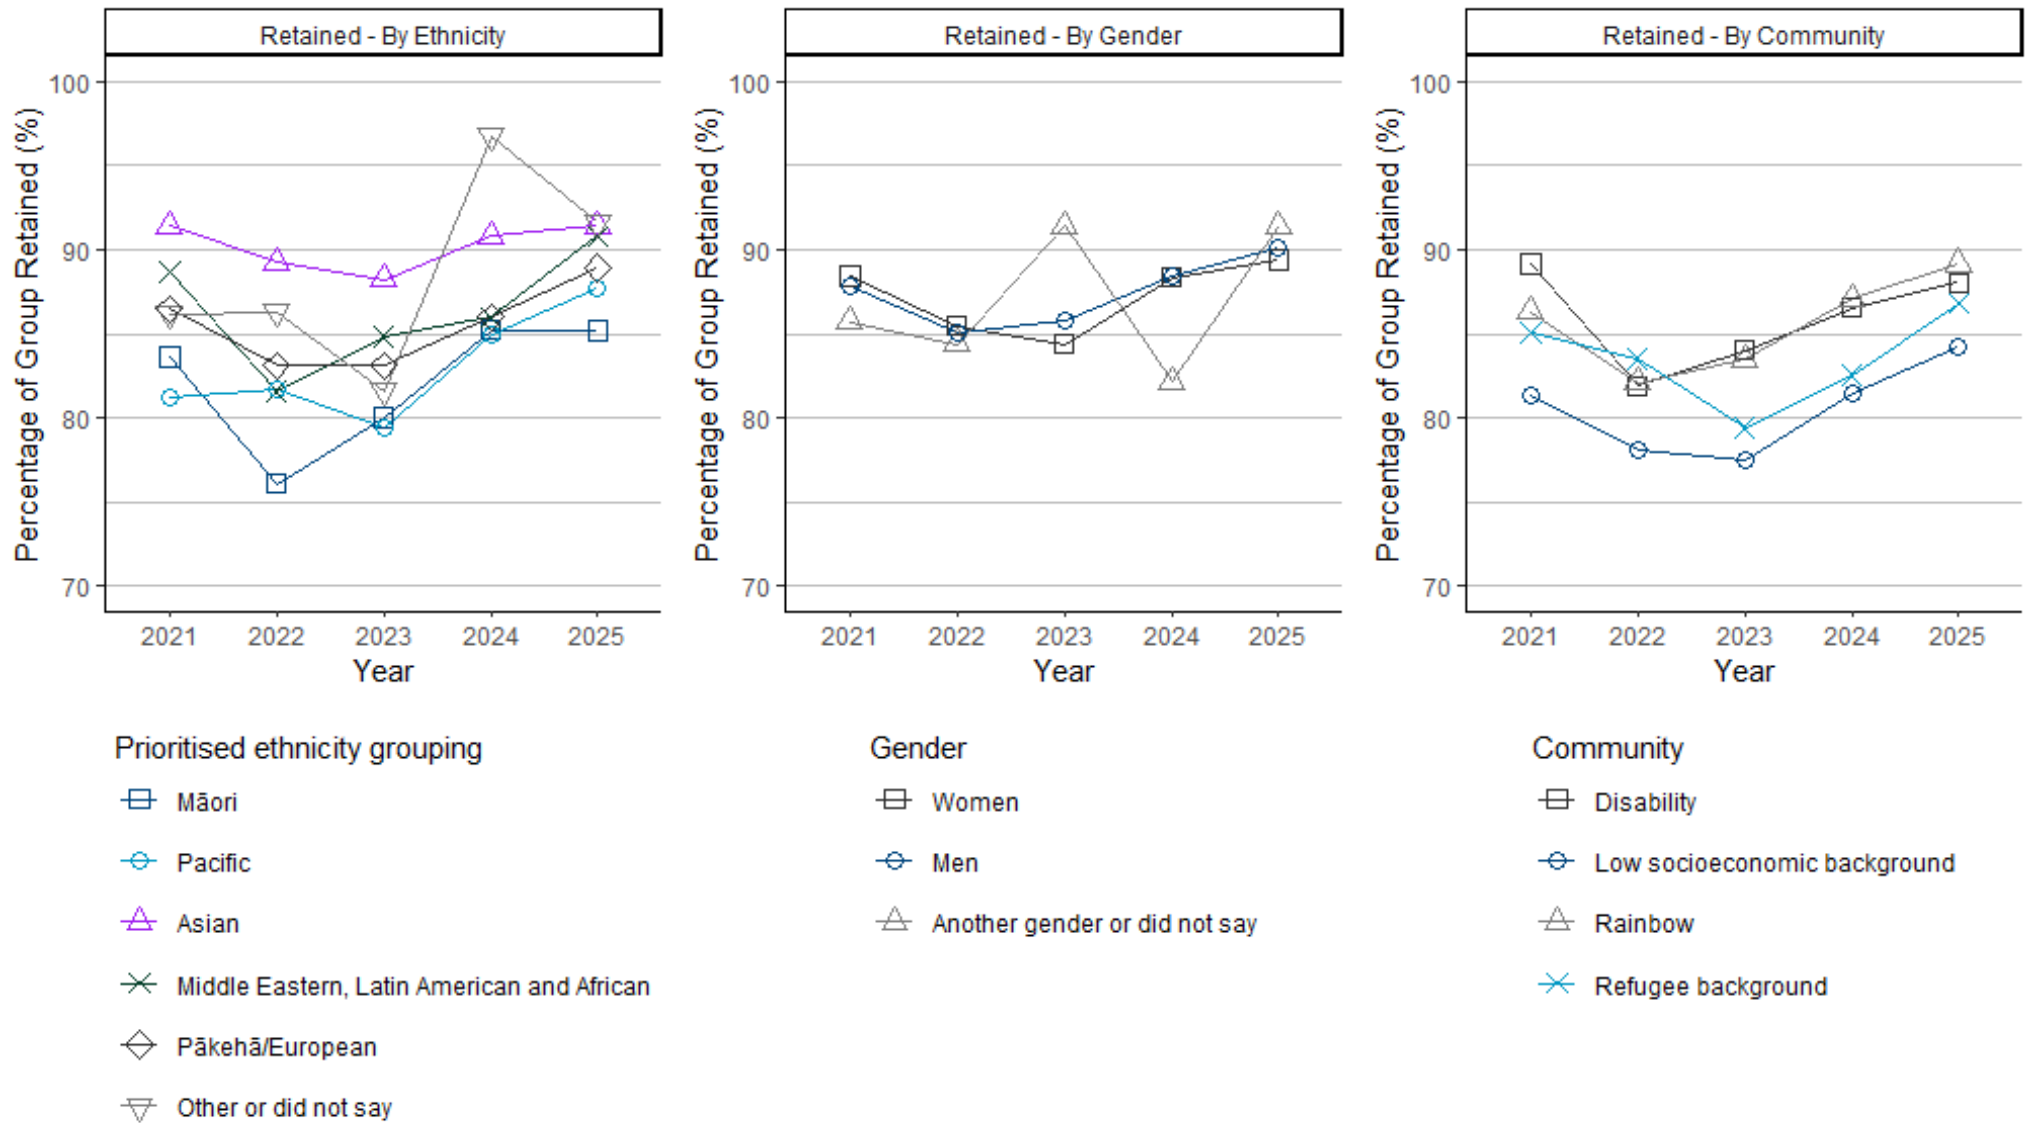 Retained - By Ethnicity
Percentage of Group Retained (%)
100
90
80
70
2021 2022 2023 2024 2025
Year
Prioritised ethnicity grouping
Māori
Pacific
Asian
Middle Eastern, Latin American and African
Pākehā/European
Other or did not say
Retained - By Gender
Percentage of Group Retained (%)
100
90
80
70
2021 2022 2023 2024 2025
Year
Gender
Women
Men
Another gender or did not say
Retained - By Community
Percentage of Group Retained (%)
100
90
80
70
2021 2022 2023 2024 2025
Year
Community
Disability
Low socioeconomic background
Rainbow
Refugee background